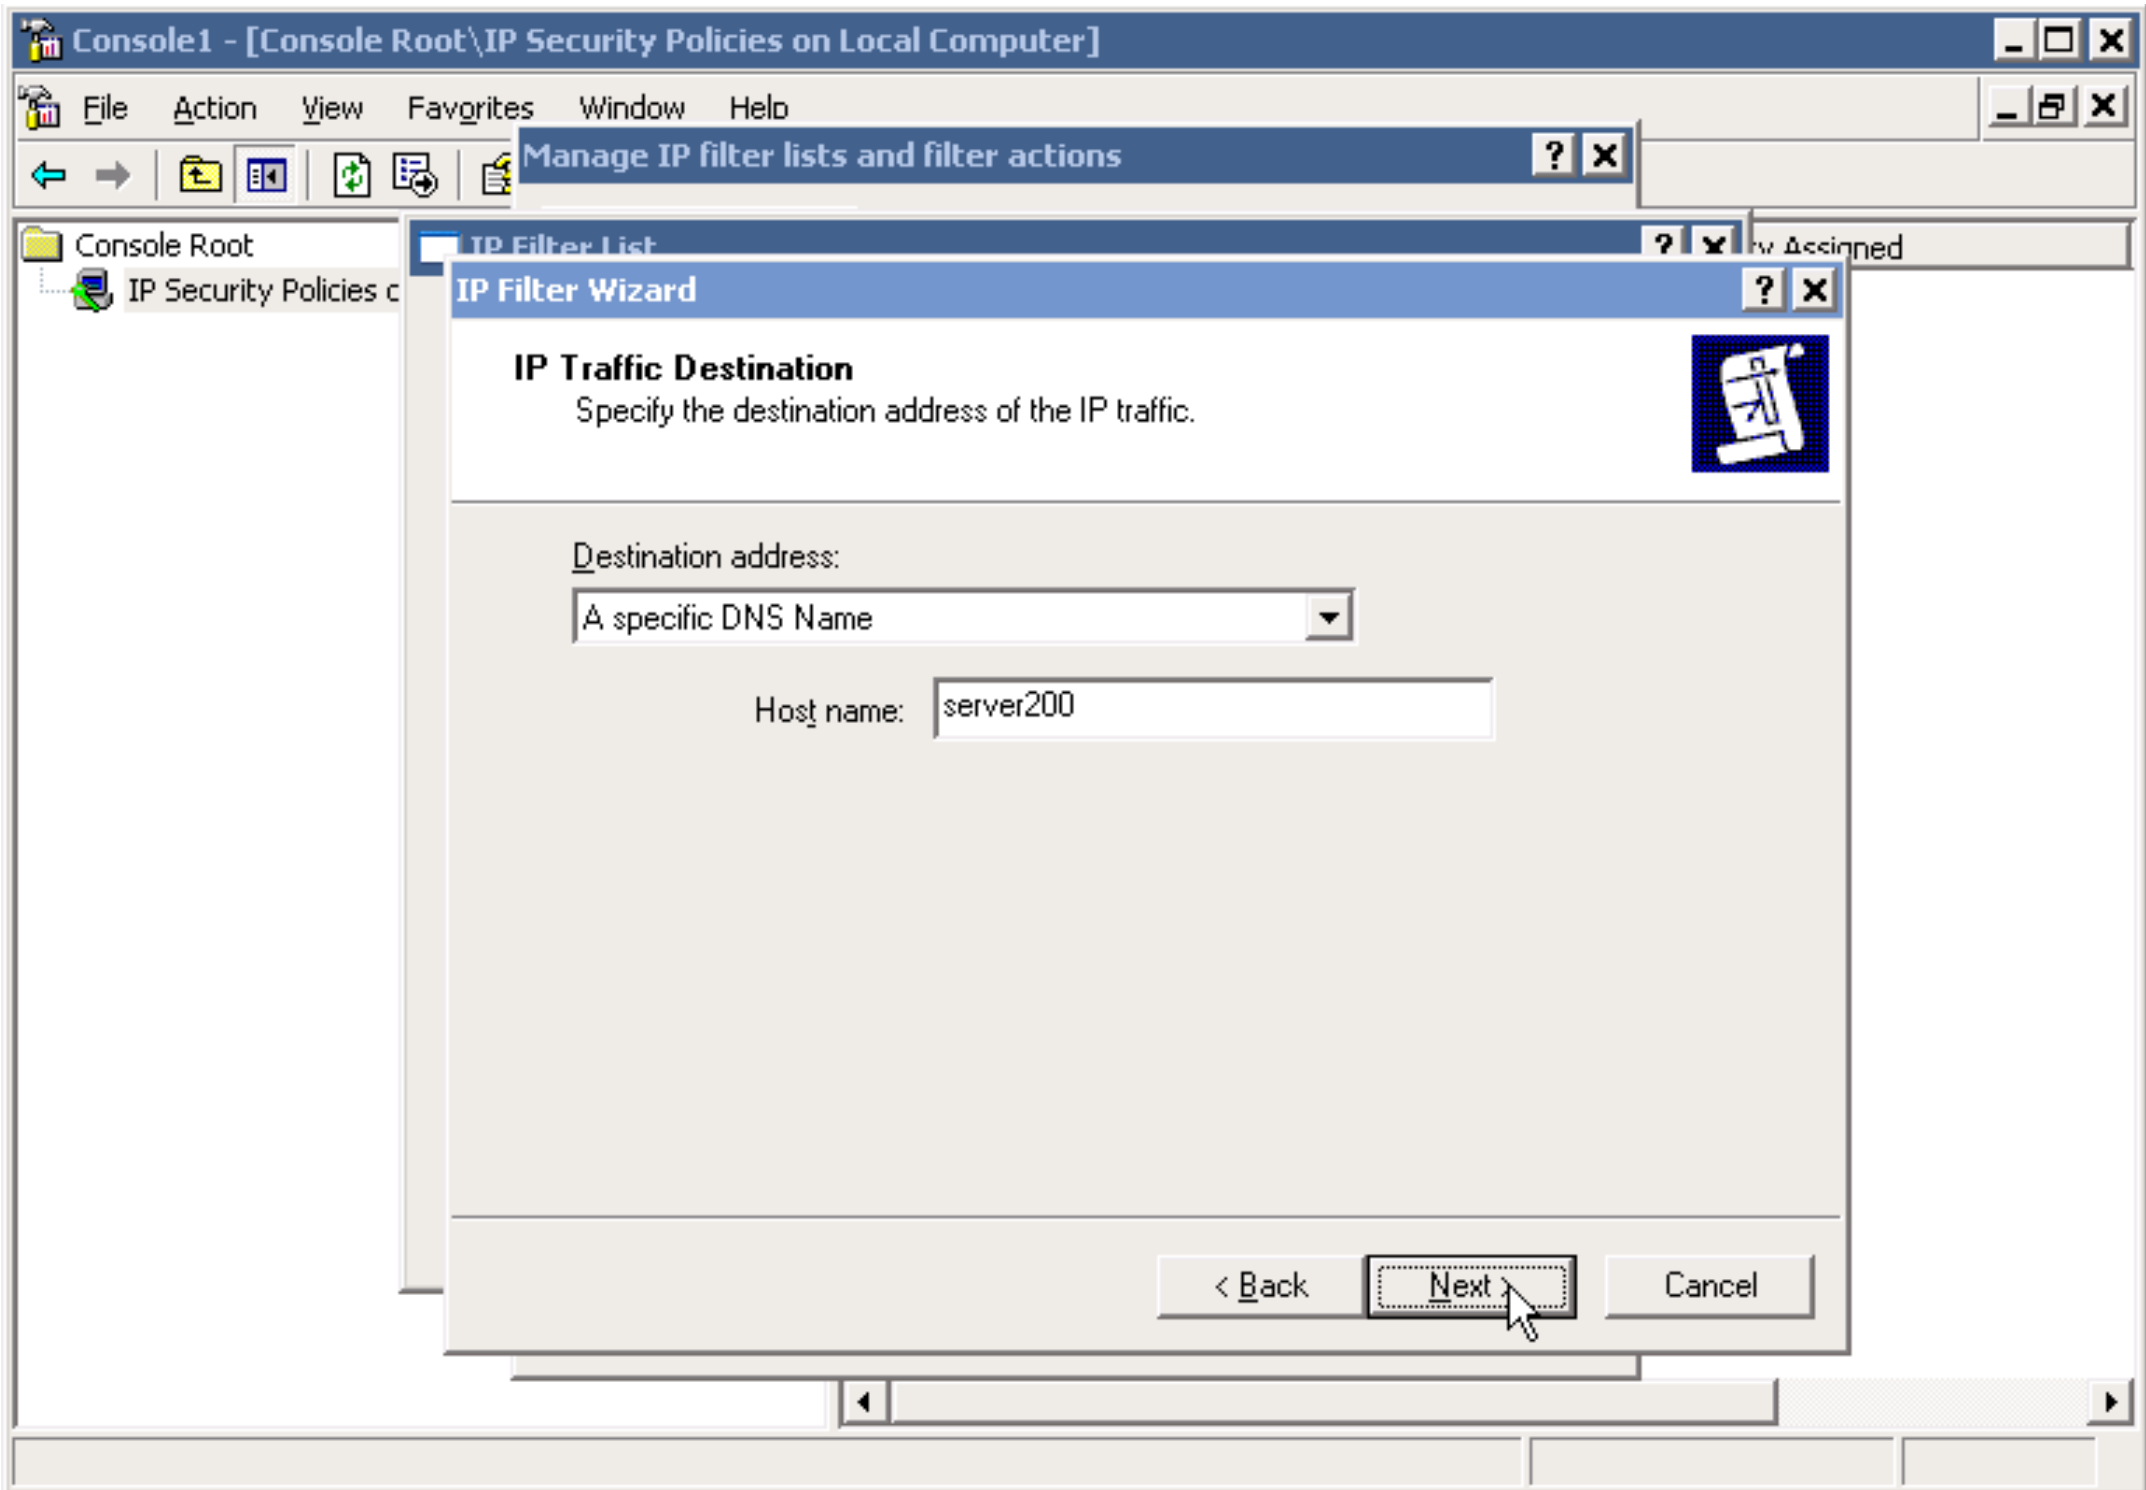 Console1 - [Console Root\IP Security Policies on Local Computer]
File Action View Favorites Window Help
Manage IP filter lists and filter actions
Console Root
IP Filter List
Assigned
IP Security Policies
IP Filter Wizard
IP Traffic Destination
Specify the destination address of the IP traffic.
Destination address:
A specific DNS Name
Host name: server200
< Back Next > Cancel